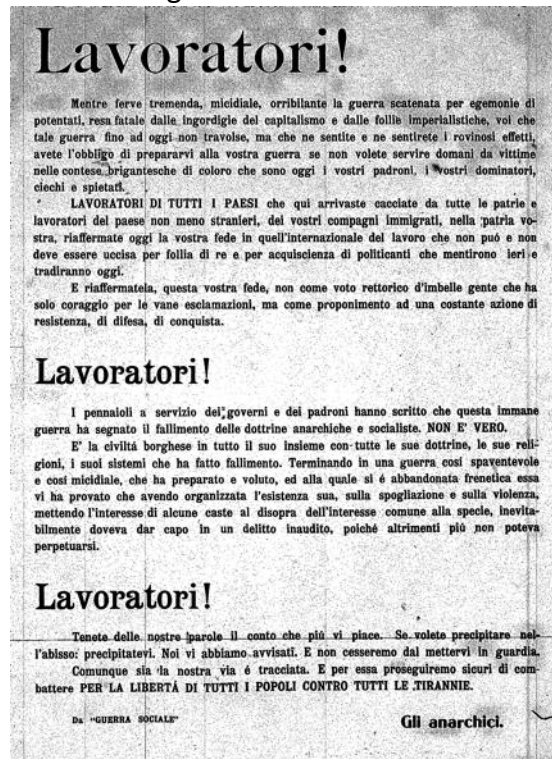 Lavoratori!
Mentre ferve tremenda, micidiale, orribilante la guerra scatenata per egemonie di
potentati, resa fatale dalle ingordigie del capitalismo e dalle follie imperialistiche, voi che
tale guerra fino ad oggi non travolse, ma che ne sentite e ne sentirete i rovinosi effetti,
avete l'obbligo di prepararvi alla vostra guerra se non volete servire domani da vittime
nelle contese brigantesche di coloro che sono oggi i vostri padroni, i vostri dominatori,
ciechi e spietati.
LAVORATORI DI TUTTI I PAESI che qui arrivaste cacciate da tutte le patrie e
lavoratori del paese non meno stranieri, dei vostri compagni immigrati, nella patria vo-
stra, riaffermate oggi la vostra fede in quell'internazionale del lavoro che non puó e non
deve essere uccisa per follia di re e per acquiscienza di politicanti che mentirono ieri e
tradiranno oggi.
E riaffermatela, questa vostra fede, non come voto rettorico d'imbelle gente che ha
solo coraggio per le vane esclamazioni, ma come proponimento ad una costante azione di
resistenza, di difesa, di conquista.
Lavoratori!
I pennaioli a servizio dei governi e dei padroni hanno scritto che questa immane
guerra ha segnato il fallimento delle dottrine anarchiche e socialiste. NON E' VERO.
E' la civiltá borghese in tutto il suo insieme con tutte le sue dottrine, le sue reli-
gioni, i suoi sistemi che ha fatto fallimento. Terminando in una guerra cosi spaventevole
e cosi micidiale, che ha preparato e voluto, ed alla quale si é abbandonata frenetica essa
vi ha provato che avendo organizzata l'esistenza sua, sulla spogliazione e sulla violenza,
mettendo l'interesse di alcune caste al disopra dell'interesse comune alla specie, inevita-
bilmente doveva dar capo in un delitto inaudito, poiché altrimenti piú non poteva
perpetuarsi.
Lavoratori!
Tenete delle nostre parole il conto che piú vi piace. Se volete precipitare nel-
l'abisso: precipitatevi. Noi vi abbiamo avvisati. E non cesseremo dal mettervi in guardia.
Comunque sia la nostra via é tracciata. E per essa proseguiremo sicuri di com-
battere PER LA LIBERTÁ DI TUTTI I POPOLI CONTRO TUTTI LE TIRANNIE.
Da "GUERRA SOCIALE"
Gli anarchici.